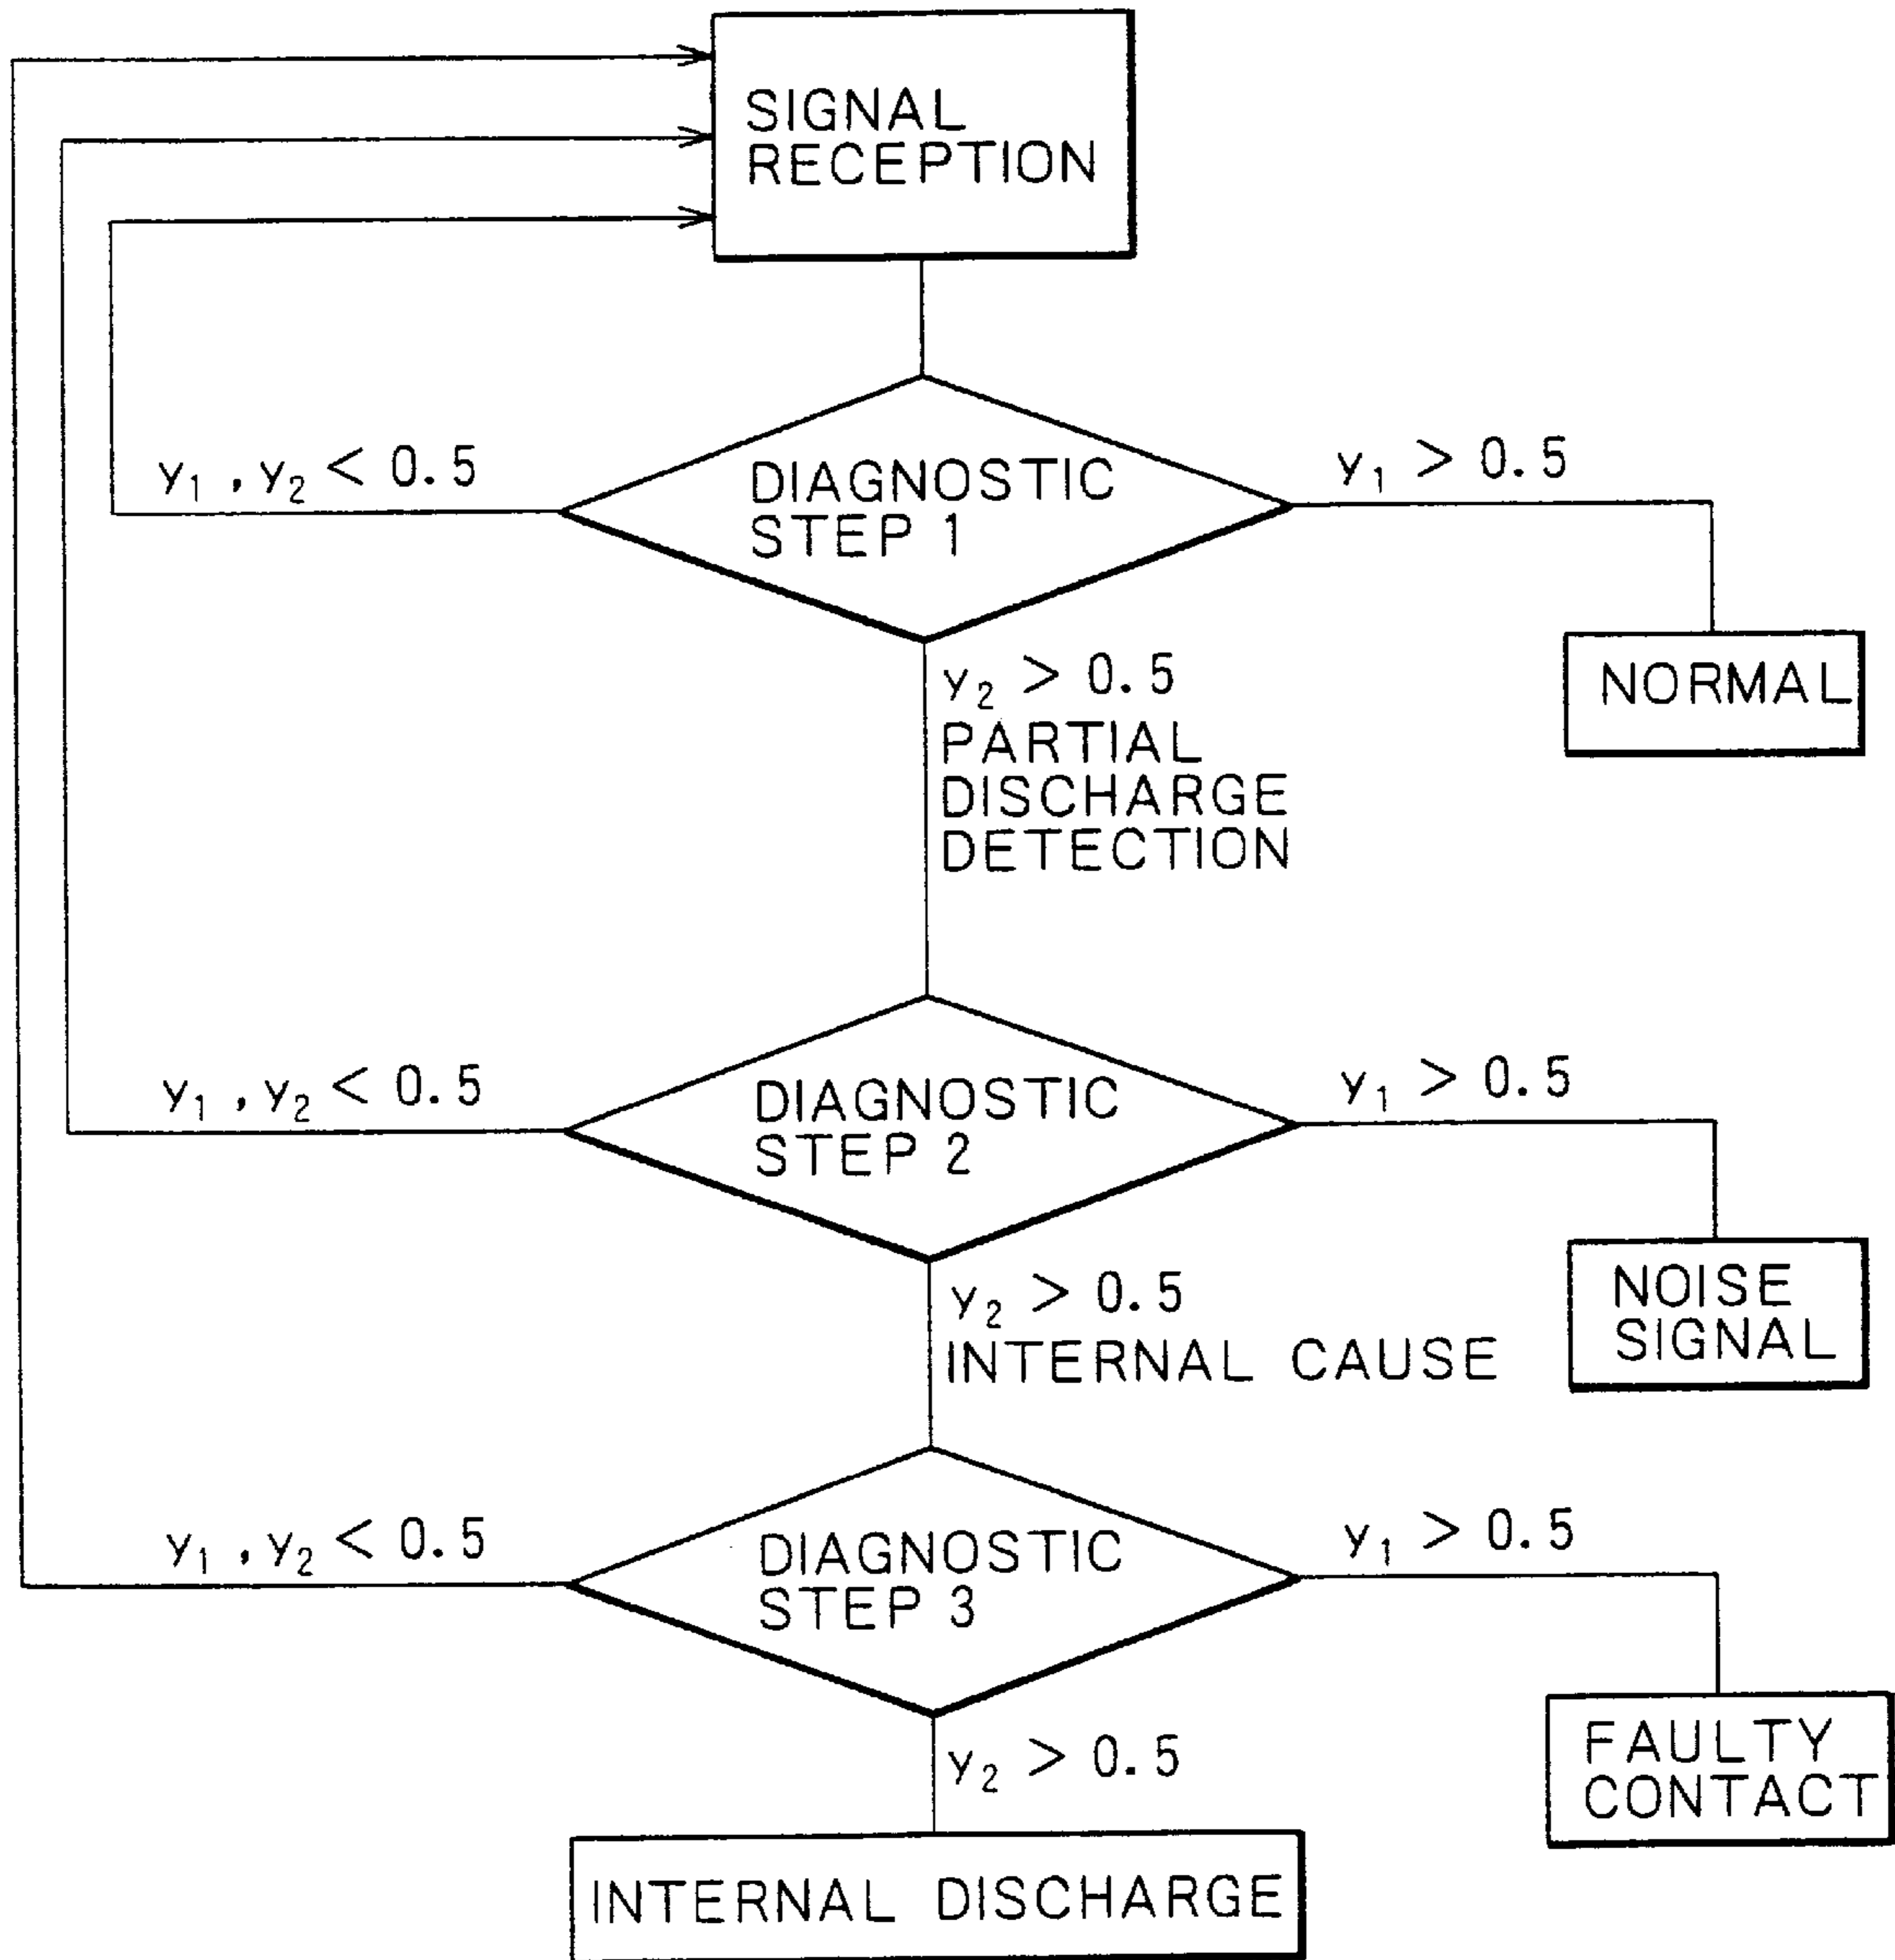 SIGNAL
RECEPTION
y₁ , y₂ < 0.5
DIAGNOSTIC
STEP 1
y₁ > 0.5
NORMAL
y₂ > 0.5
PARTIAL
DISCHARGE
DETECTION
y₁ , y₂ < 0.5
DIAGNOSTIC
STEP 2
y₁ > 0.5
NOISE
SIGNAL
y₂ > 0.5
INTERNAL CAUSE
y₁ , y₂ < 0.5
DIAGNOSTIC
STEP 3
y₁ > 0.5
FAULTY
CONTACT
y₂ > 0.5
INTERNAL DISCHARGE